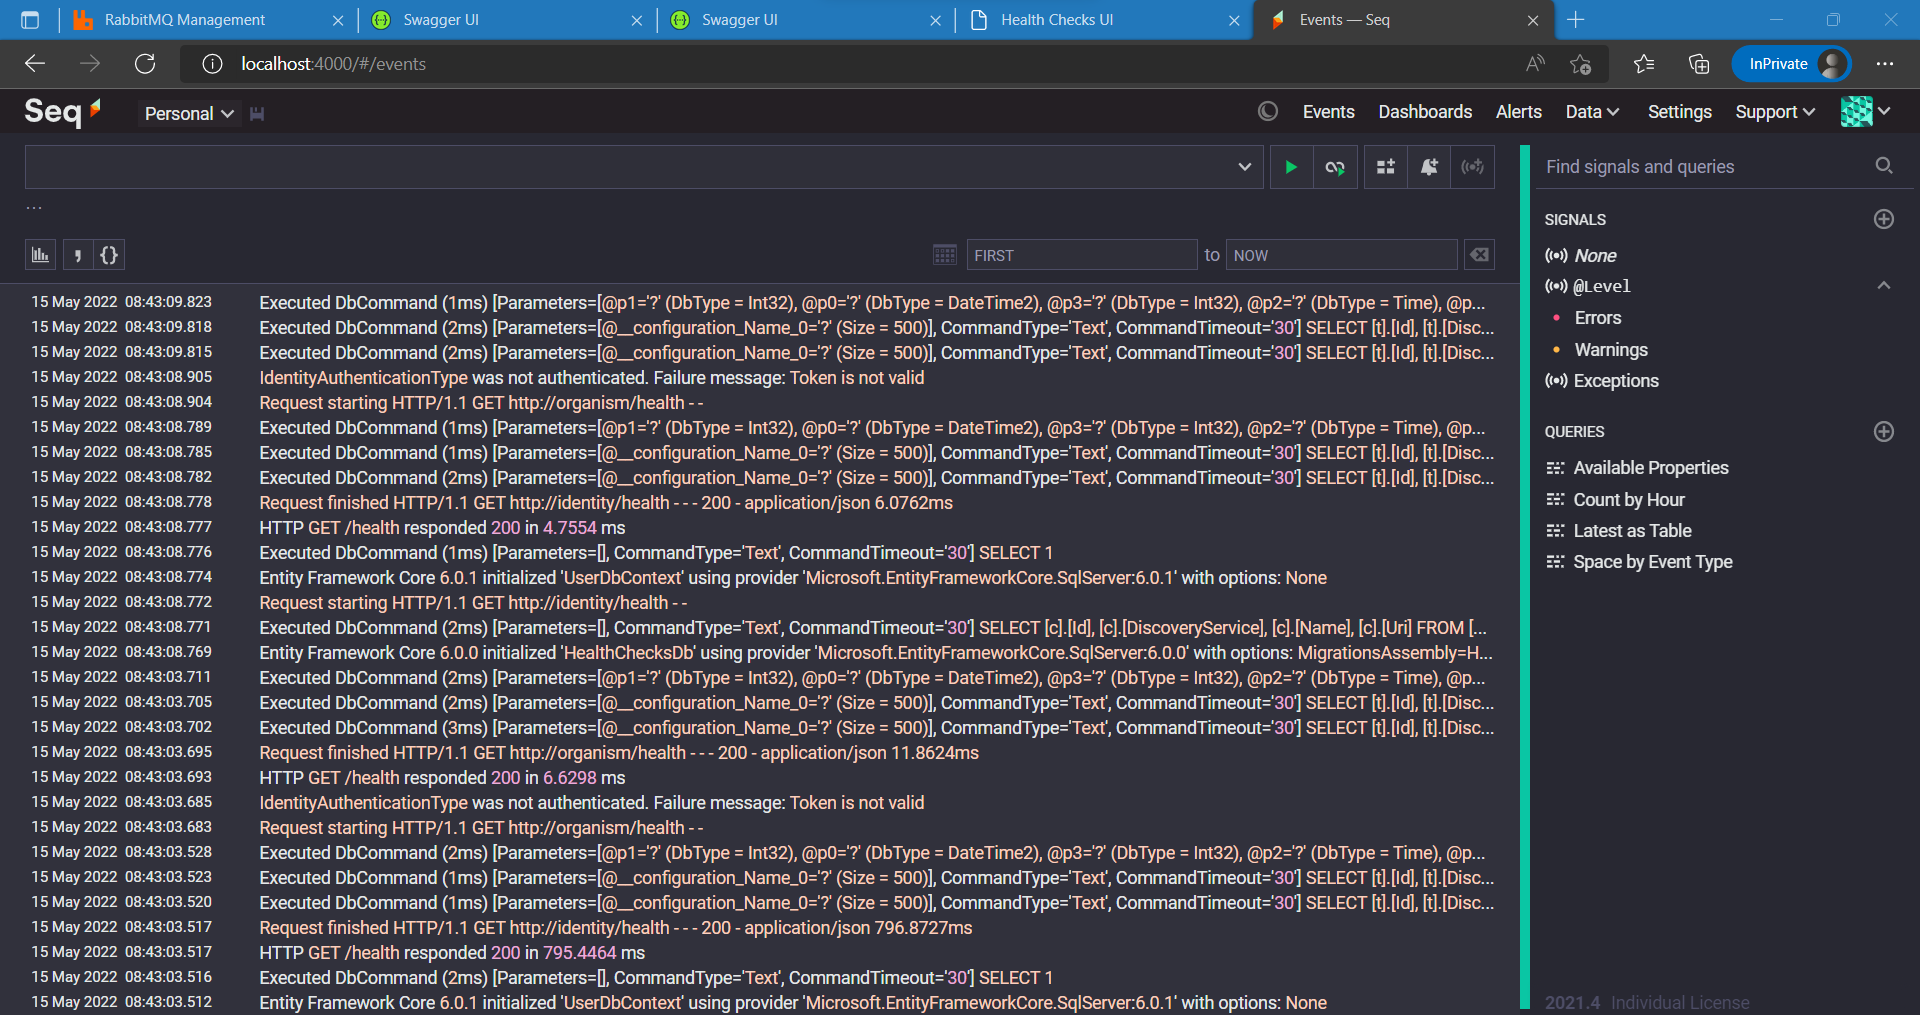 RabbitMQ Management
Swagger UI
Swagger UI
Health Checks UI
Events — Seq
localhost:4000/#/events
InPrivate
Seq
Personal
Events
Dashboards
Alerts
Data
Settings
Support
Find signals and queries
...
FIRST
to
NOW
15 May 2022 08:43:09.823 Executed DbCommand (1ms) [Parameters=[@p1='?' (DbType = Int32), @p0='?' (DbType = DateTime2), @p3='?' (DbType = Int32), @p2='?' (DbType = Time), @p...
15 May 2022 08:43:09.818 Executed DbCommand (2ms) [Parameters=[@__configuration_Name_0='?' (Size = 500)], CommandType='Text', CommandTimeout='30'] SELECT [t].[Id], [t].[Disc...
15 May 2022 08:43:09.815 Executed DbCommand (2ms) [Parameters=[@__configuration_Name_0='?' (Size = 500)], CommandType='Text', CommandTimeout='30'] SELECT [t].[Id], [t].[Disc...
15 May 2022 08:43:08.905 IdentityAuthenticationType was not authenticated. Failure message: Token is not valid
15 May 2022 08:43:08.904 Request starting HTTP/1.1 GET http://organism/health - -
15 May 2022 08:43:08.789 Executed DbCommand (1ms) [Parameters=[@p1='?' (DbType = Int32), @p0='?' (DbType = DateTime2), @p3='?' (DbType = Int32), @p2='?' (DbType = Time), @p...
15 May 2022 08:43:08.785 Executed DbCommand (1ms) [Parameters=[@__configuration_Name_0='?' (Size = 500)], CommandType='Text', CommandTimeout='30'] SELECT [t].[Id], [t].[Disc...
15 May 2022 08:43:08.782 Executed DbCommand (2ms) [Parameters=[@__configuration_Name_0='?' (Size = 500)], CommandType='Text', CommandTimeout='30'] SELECT [t].[Id], [t].[Disc...
15 May 2022 08:43:08.778 Request finished HTTP/1.1 GET http://identity/health - - - 200 - application/json 6.0762ms
15 May 2022 08:43:08.777 HTTP GET /health responded 200 in 4.7554 ms
15 May 2022 08:43:08.776 Executed DbCommand (1ms) [Parameters=[], CommandType='Text', CommandTimeout='30'] SELECT 1
15 May 2022 08:43:08.774 Entity Framework Core 6.0.1 initialized 'UserDbContext' using provider 'Microsoft.EntityFrameworkCore.SqlServer:6.0.1' with options: None
15 May 2022 08:43:08.772 Request starting HTTP/1.1 GET http://identity/health - -
15 May 2022 08:43:08.771 Executed DbCommand (2ms) [Parameters=[], CommandType='Text', CommandTimeout='30'] SELECT [c].[Id], [c].[DiscoveryService], [c].[Name], [c].[Uri] FROM [...
15 May 2022 08:43:08.769 Entity Framework Core 6.0.0 initialized 'HealthChecksDb' using provider 'Microsoft.EntityFrameworkCore.SqlServer:6.0.0' with options: MigrationsAssembly=H...
15 May 2022 08:43:03.711 Executed DbCommand (2ms) [Parameters=[@p1='?' (DbType = Int32), @p0='?' (DbType = DateTime2), @p3='?' (DbType = Int32), @p2='?' (DbType = Time), @p...
15 May 2022 08:43:03.705 Executed DbCommand (2ms) [Parameters=[@__configuration_Name_0='?' (Size = 500)], CommandType='Text', CommandTimeout='30'] SELECT [t].[Id], [t].[Disc...
15 May 2022 08:43:03.702 Executed DbCommand (3ms) [Parameters=[@__configuration_Name_0='?' (Size = 500)], CommandType='Text', CommandTimeout='30'] SELECT [t].[Id], [t].[Disc...
15 May 2022 08:43:03.695 Request finished HTTP/1.1 GET http://organism/health - - - 200 - application/json 11.8624ms
15 May 2022 08:43:03.693 HTTP GET /health responded 200 in 6.6298 ms
15 May 2022 08:43:03.685 IdentityAuthenticationType was not authenticated. Failure message: Token is not valid
15 May 2022 08:43:03.683 Request starting HTTP/1.1 GET http://organism/health - -
15 May 2022 08:43:03.528 Executed DbCommand (2ms) [Parameters=[@p1='?' (DbType = Int32), @p0='?' (DbType = DateTime2), @p3='?' (DbType = Int32), @p2='?' (DbType = Time), @p...
15 May 2022 08:43:03.523 Executed DbCommand (1ms) [Parameters=[@__configuration_Name_0='?' (Size = 500)], CommandType='Text', CommandTimeout='30'] SELECT [t].[Id], [t].[Disc...
15 May 2022 08:43:03.520 Executed DbCommand (1ms) [Parameters=[@__configuration_Name_0='?' (Size = 500)], CommandType='Text', CommandTimeout='30'] SELECT [t].[Id], [t].[Disc...
15 May 2022 08:43:03.517 Request finished HTTP/1.1 GET http://identity/health - - - 200 - application/json 796.8727ms
15 May 2022 08:43:03.517 HTTP GET /health responded 200 in 795.4464 ms
15 May 2022 08:43:03.516 Executed DbCommand (2ms) [Parameters=[], CommandType='Text', CommandTimeout='30'] SELECT 1
15 May 2022 08:43:03.512 Entity Framework Core 6.0.1 initialized 'UserDbContext' using provider 'Microsoft.EntityFrameworkCore.SqlServer:6.0.1' with options: None
SIGNALS
None
@Level
Errors
Warnings
Exceptions
QUERIES
Available Properties
Count by Hour
Latest as Table
Space by Event Type
2021.4 Individual License